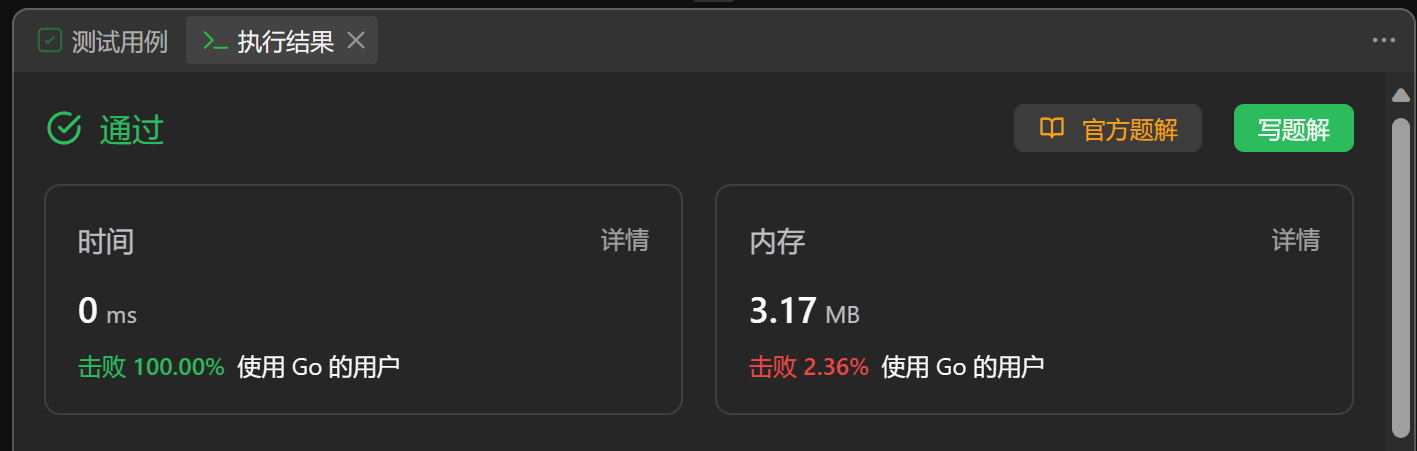 测试用例 >_ 执行结果
通过 官方题解 写题解
时间 详情 内存 详情
0 ms 3.17 MB
击败 100.00% 使用 Go 的用户 击败 2.36% 使用 Go 的用户